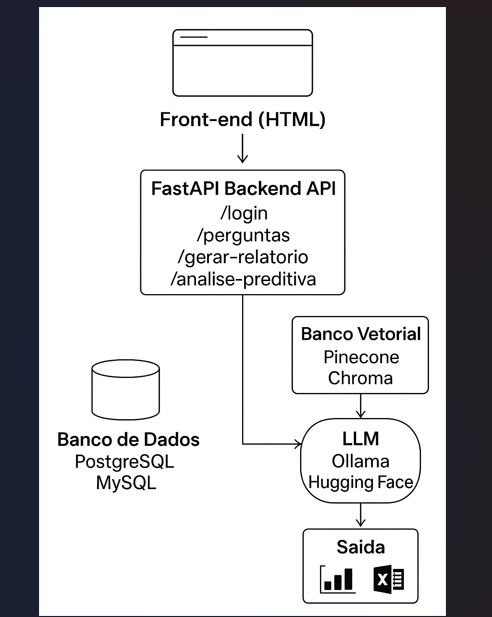 Front-end (HTML)
FastAPI Backend API
/login
/perguntas
/gerar-relatorio
/analise-preditiva
Banco Vetorial
Pinecone
Chroma
Banco de Dados
PostgreSQL
MySQL
LLM
Ollama
Hugging Face
Saida
X